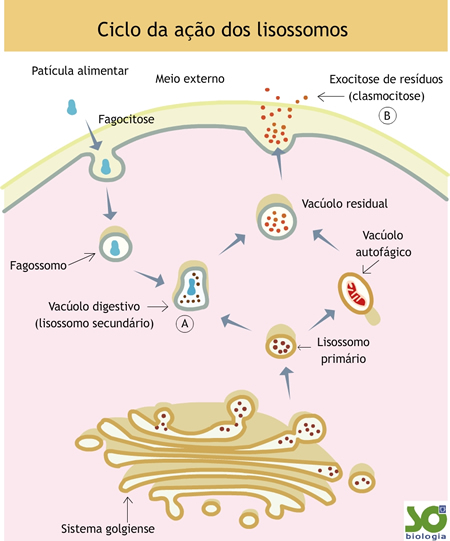 Ciclo da ação dos lisossomos
Patícula alimentar
Meio externo
Exocitose de resíduos
(clasmocitose)
B
Fagocitose
Vacúolo residual
Vacúolo
autofágico
Fagossomo
Vacúolo digestivo
(lisossomo secundário)
A
Lisossomo
primário
Sistema golgiense
SÓ
biologia